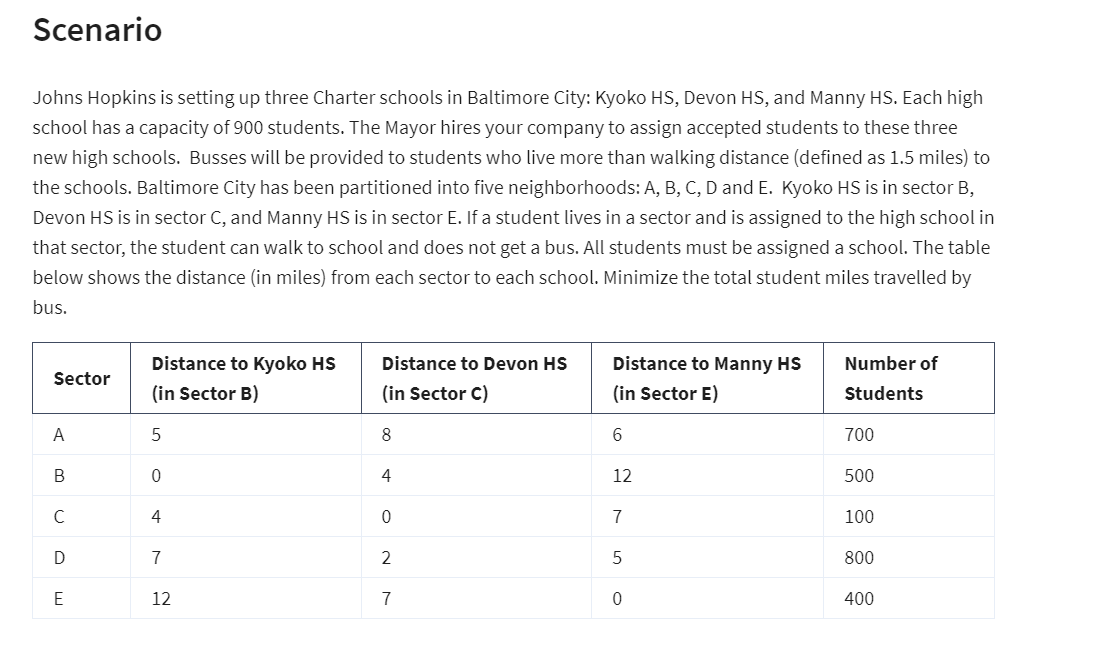 Scenario
Johns Hopkins is setting up three Charter schools in Baltimore City: Kyoko HS, Devon HS, and Manny HS. Each high
school has a capacity of 900 students. The Mayor hires your company to assign accepted students to these three
new high schools.  Busses will be provided to students who live more than walking distance (defined as 1.5 miles) to
the schools. Baltimore City has been partitioned into five neighborhoods: A, B, C, D and E.  Kyoko HS is in sector B,
Devon HS is in sector C, and Manny HS is in sector E. If a student lives in a sector and is assigned to the high school in
that sector, the student can walk to school and does not get a bus. All students must be assigned a school. The table
below shows the distance (in miles) from each sector to each school. Minimize the total student miles travelled by
bus.
Sector | Distance to Kyoko HS (in Sector B) | Distance to Devon HS (in Sector C) | Distance to Manny HS (in Sector E) | Number of Students
A 5 8 6 700
B 0 4 12 500
C 4 0 7 100
D 7 2 5 800
E 12 7 0 400